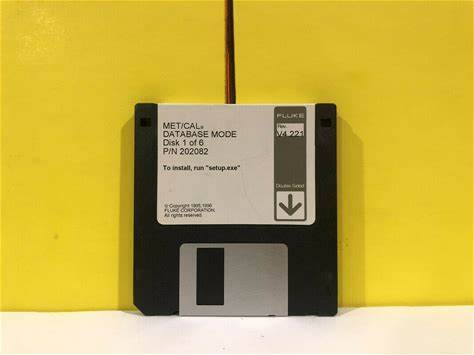 MET/CAL®
DATABASE MODE
Disk 1 of 6
P/N 202082
To install, run "setup.exe"
© Copyright 1995,1996
FLUKE CORPORATION.
All rights reserved.
FLUKE
Rev.
V4.221
Double Sided